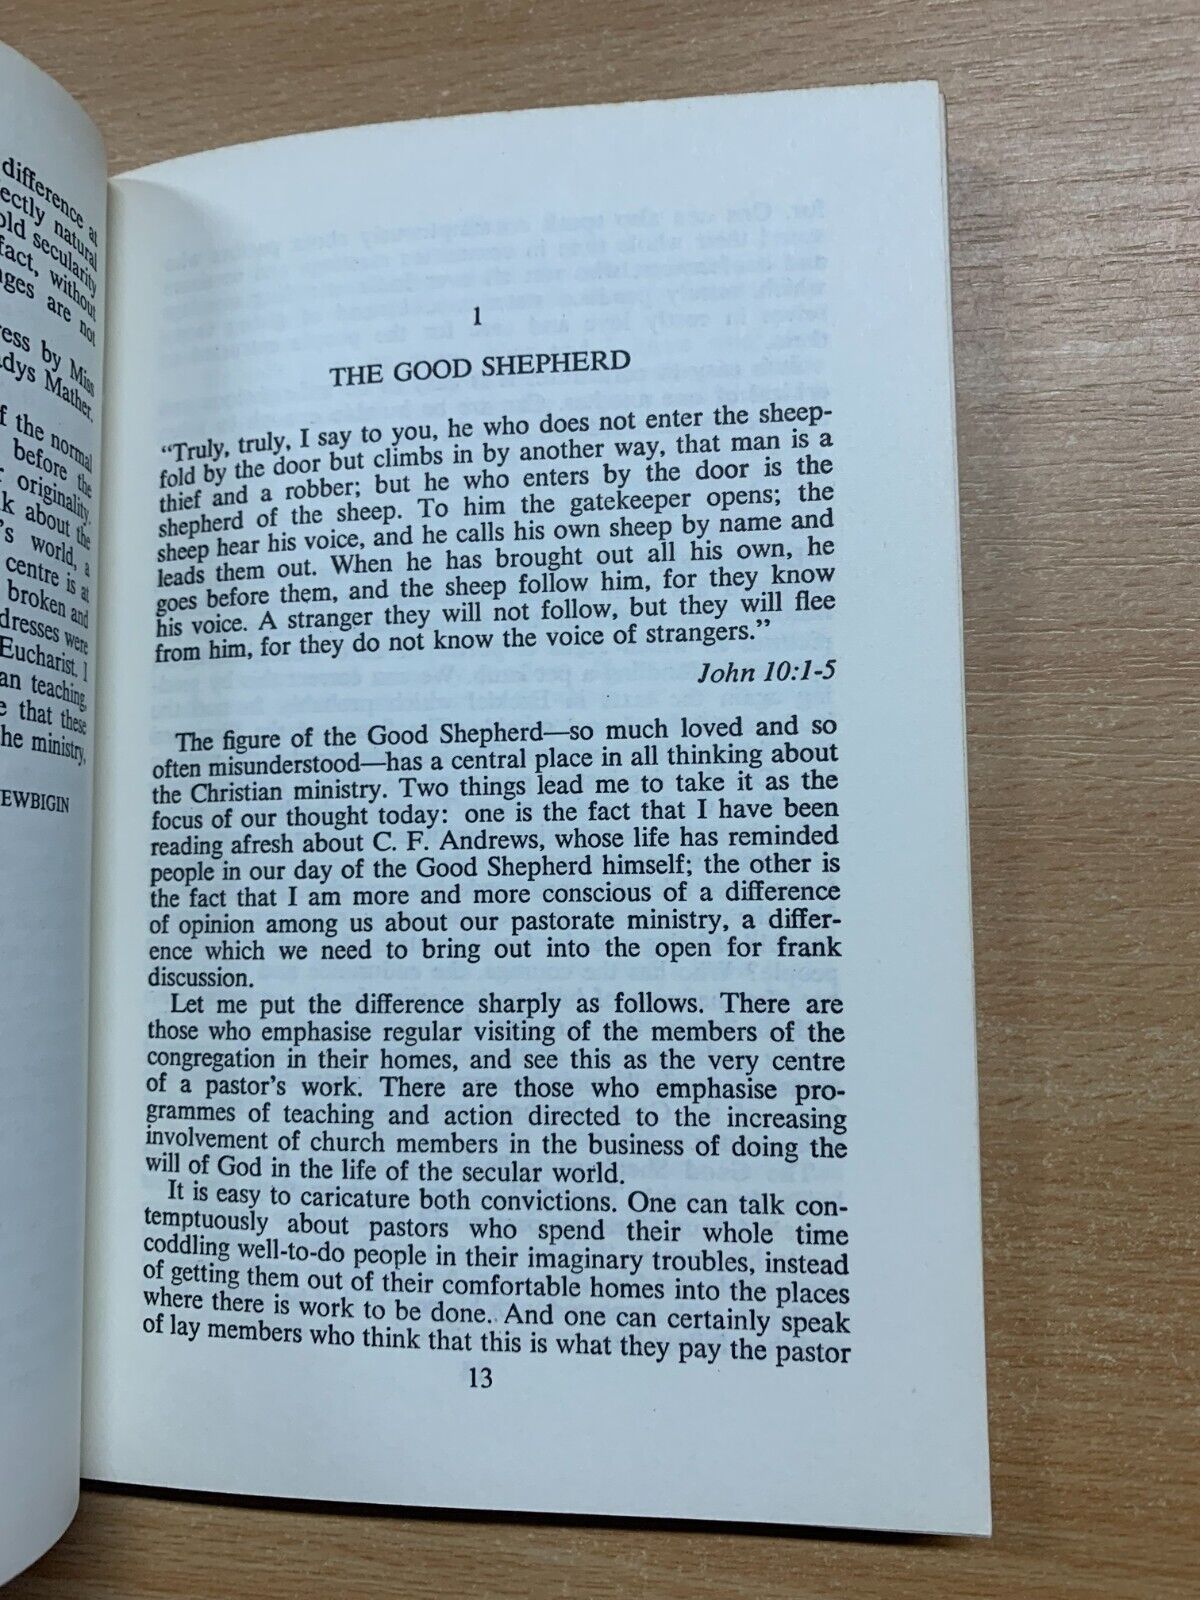 difference at
ectly natural
old secularity
fact, without
ges are not
ress by Miss
adys Mather.
f the normal
before the
originality.
k about the
's world, a
centre is at
broken and
dresses were
Eucharist. I
an teaching,
e that these
he ministry,
EWBIGIN
1
THE GOOD SHEPHERD
“Truly, truly, I say to you, he who does not enter the sheep-
fold by the door but climbs in by another way, that man is a
thief and a robber; but he who enters by the door is the
shepherd of the sheep. To him the gatekeeper opens; the
sheep hear his voice, and he calls his own sheep by name and
leads them out. When he has brought out all his own, he
goes before them, and the sheep follow him, for they know
his voice. A stranger they will not follow, but they will flee
from him, for they do not know the voice of strangers.”
John 10:1-5
The figure of the Good Shepherd—so much loved and so
often misunderstood—has a central place in all thinking about
the Christian ministry. Two things lead me to take it as the
focus of our thought today: one is the fact that I have been
reading afresh about C. F. Andrews, whose life has reminded
people in our day of the Good Shepherd himself; the other is
the fact that I am more and more conscious of a difference
of opinion among us about our pastorate ministry, a differ-
ence which we need to bring out into the open for frank
discussion.
Let me put the difference sharply as follows. There are
those who emphasise regular visiting of the members of the
congregation in their homes, and see this as the very centre
of a pastor's work. There are those who emphasise pro-
grammes of teaching and action directed to the increasing
involvement of church members in the business of doing the
will of God in the life of the secular world.
It is easy to caricature both convictions. One can talk con-
temptuously about pastors who spend their whole time
coddling well-to-do people in their imaginary troubles, instead
of getting them out of their comfortable homes into the places
where there is work to be done. And one can certainly speak
of lay members who think that this is what they pay the pastor
13